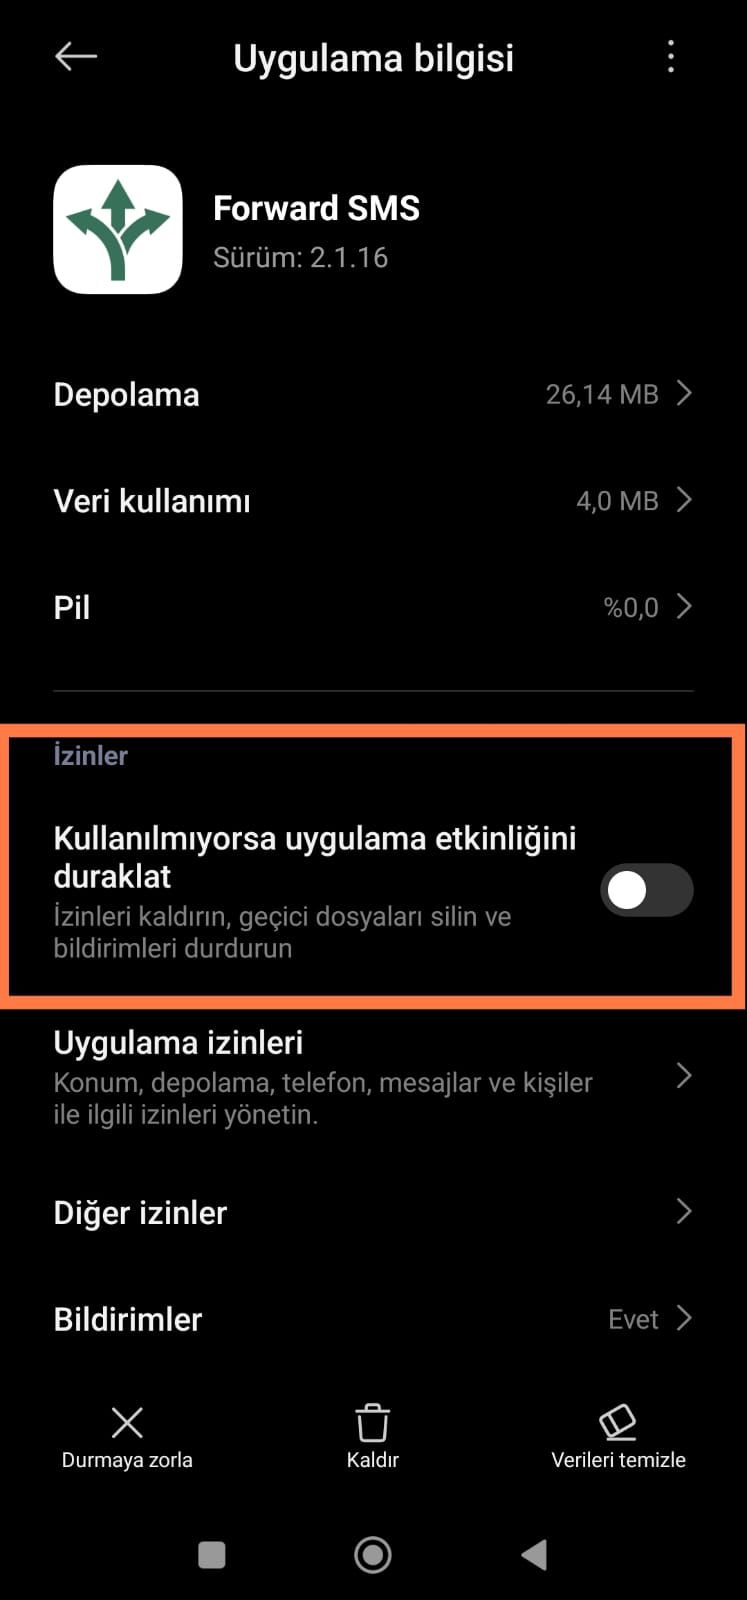 Uygulama bilgisi
Forward SMS
Sürüm: 2.1.16
Depolama 26,14 MB
Veri kullanımı 4,0 MB
Pil %0,0
İzinler
Kullanılmıyorsa uygulama etkinliğini
duraklat
İzinleri kaldırın, geçici dosyaları silin ve
bildirimleri durdurun
Uygulama izinleri
Konum, depolama, telefon, mesajlar ve kişiler
ile ilgili izinleri yönetin.
Diğer izinler
Bildirimler Evet
Durmaya zorla Kaldır Verileri temizle